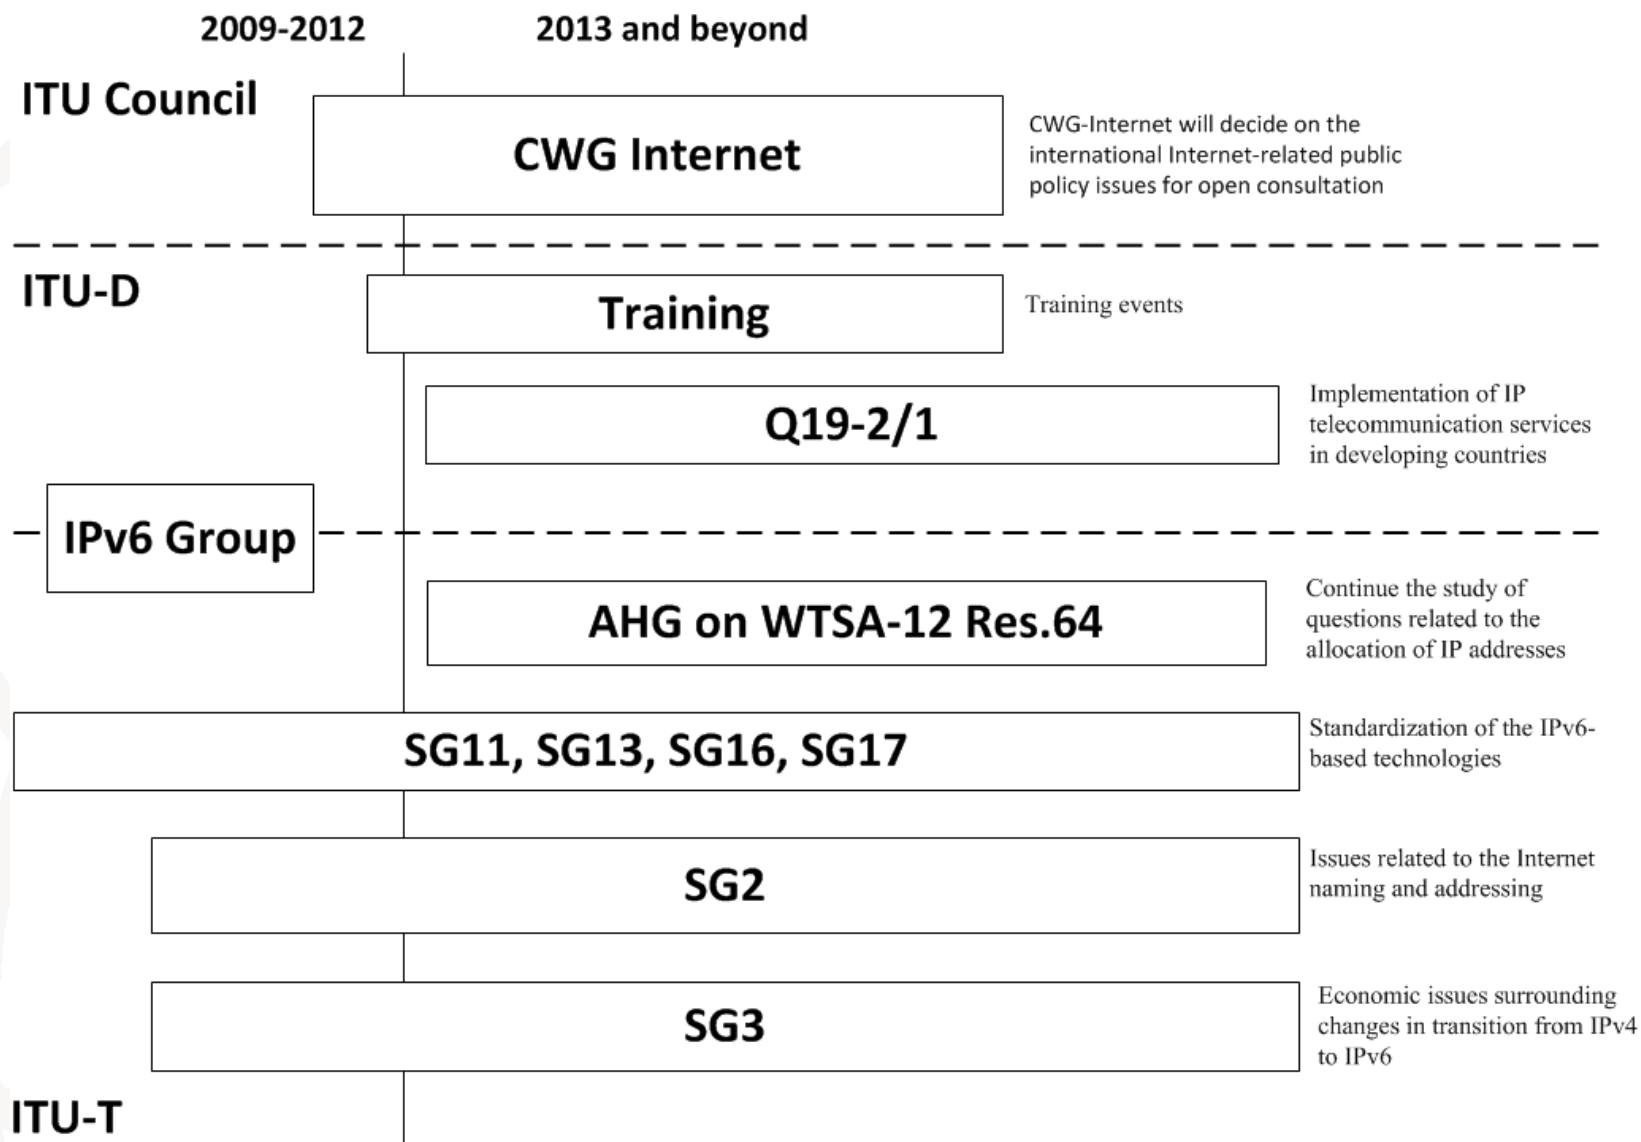 2009-2012
2013 and beyond
ITU Council
CWG Internet
CWG-Internet will decide on the
international Internet-related public
policy issues for open consultation
ITU-D
Training
Training events
Q19-2/1
Implementation of IP
telecommunication services
in developing countries
IPv6 Group
AHG on WTSA-12 Res.64
Continue the study of
questions related to the
allocation of IP addresses
SG11, SG13, SG16, SG17
Standardization of the IPv6-
based technologies
SG2
Issues related to the Internet
naming and addressing
SG3
Economic issues surrounding
changes in transition from IPv4
to IPv6
ITU-T